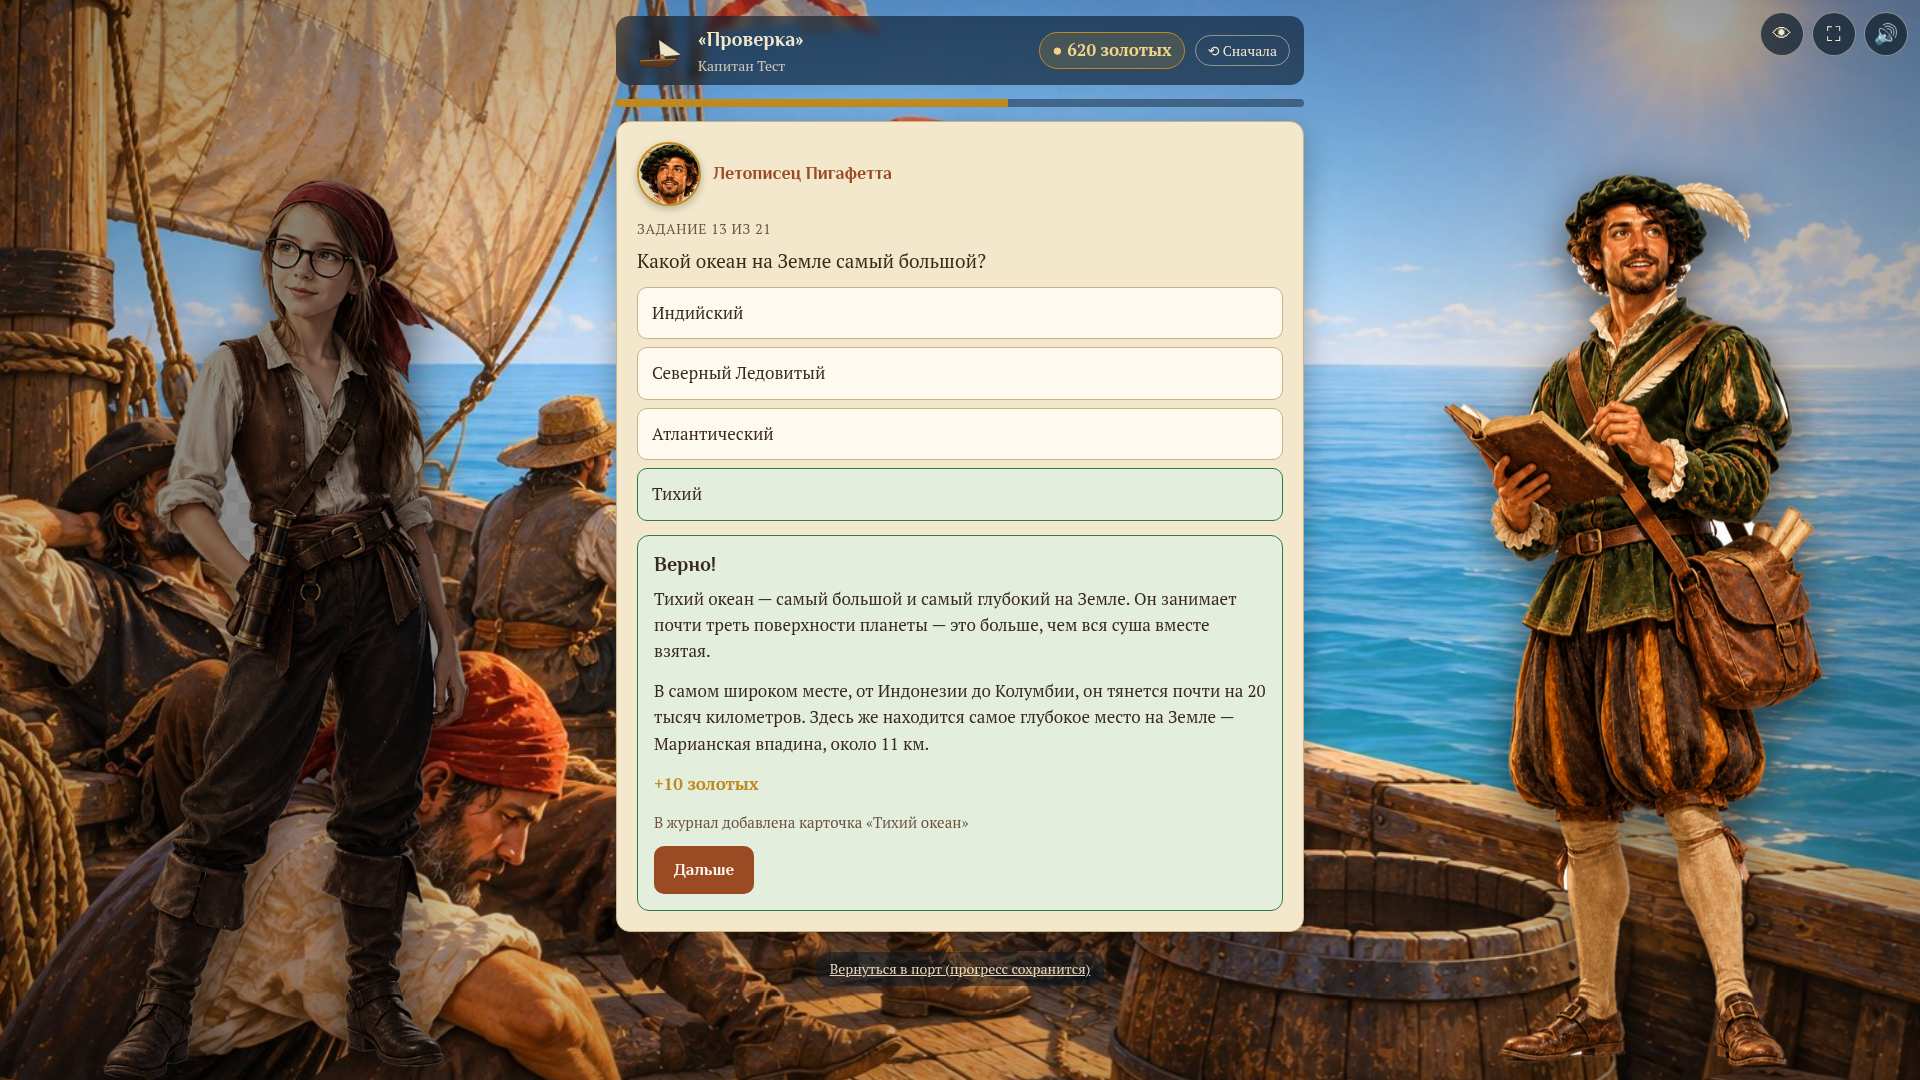 «Проверка»
Капитан Тест
● 620 золотых
⟲ Сначала
Летописец Пигафетта
ЗАДАНИЕ 13 ИЗ 21
Какой океан на Земле самый большой?
Индийский
Северный Ледовитый
Атлантический
Тихий
Верно!
Тихий океан — самый большой и самый глубокий на Земле. Он занимает
почти треть поверхности планеты — это больше, чем вся суша вместе
взятая.
В самом широком месте, от Индонезии до Колумбии, он тянется почти на 20
тысяч километров. Здесь же находится самое глубокое место на Земле —
Марианская впадина, около 11 км.
+10 золотых
В журнал добавлена карточка «Тихий океан»
Дальше
Вернуться в порт (прогресс сохранится)